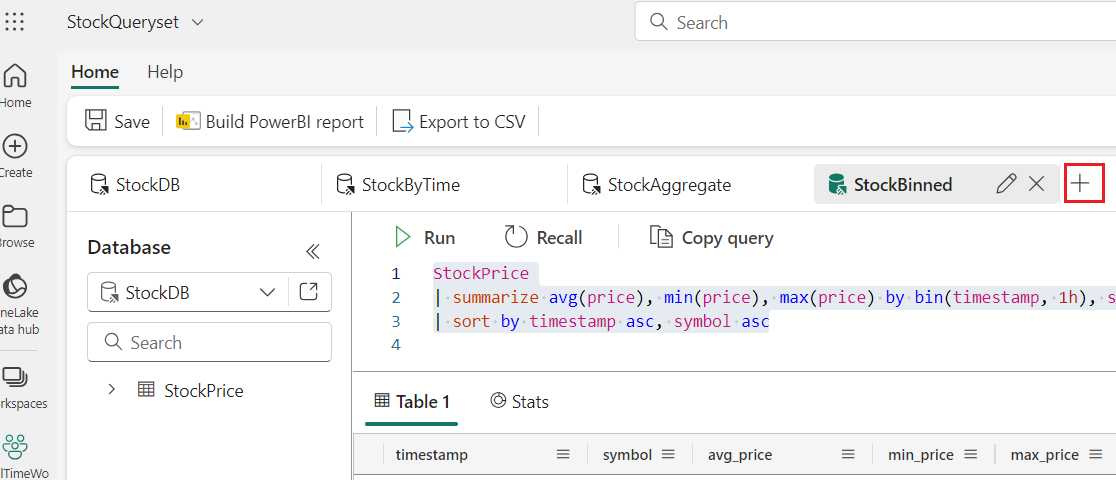 StockQueryset
Search
Home
Help
Home
Save
Build PowerBI report
Export to CSV
Create
StockDB
StockByTime
StockAggregate
StockBinned
Browse
Database
Run
Recall
Copy query
1 StockPrice
StockDB
2 | summarize avg(price), min(price), max(price) by bin(timestamp, 1h), s
neLake
ata hub
3 | sort by timestamp asc, symbol asc
Search
4
rkspaces
StockPrice
Table 1
Stats
lTimeWo
timestamp
symbol
avg_price
min_price
max_price